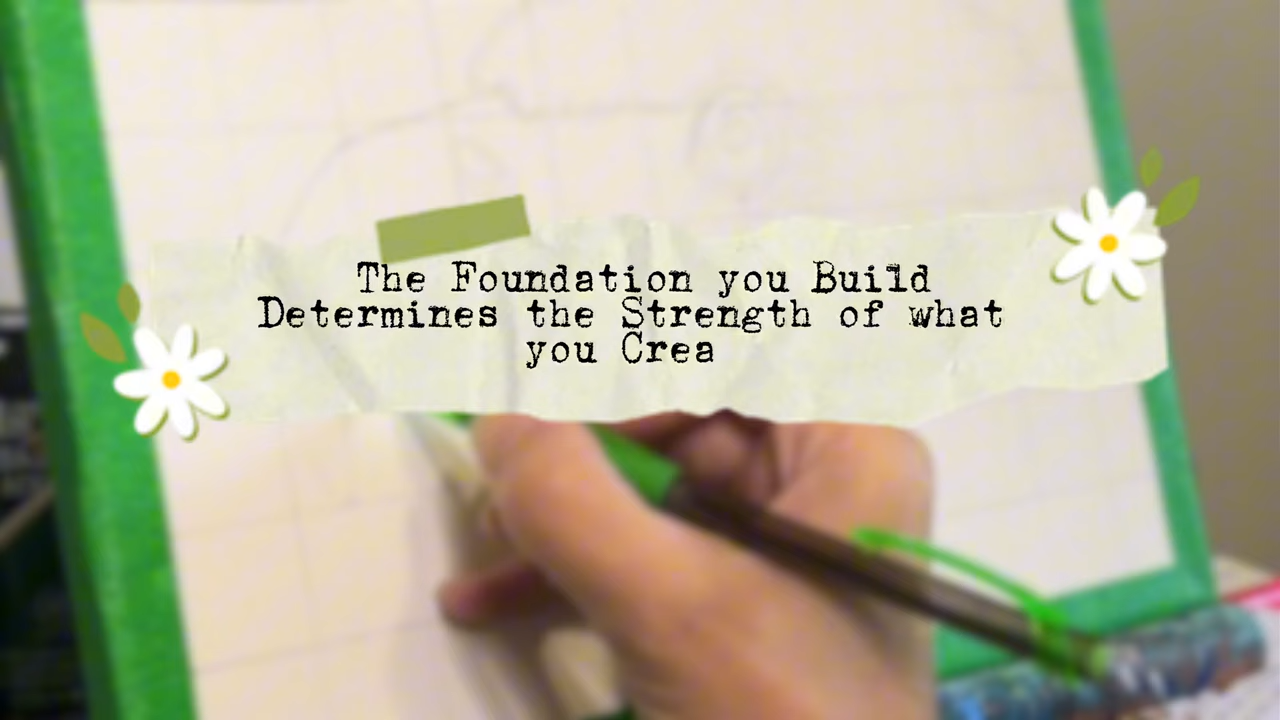 The Foundation you Build
Determines the Strength of what
you Crea